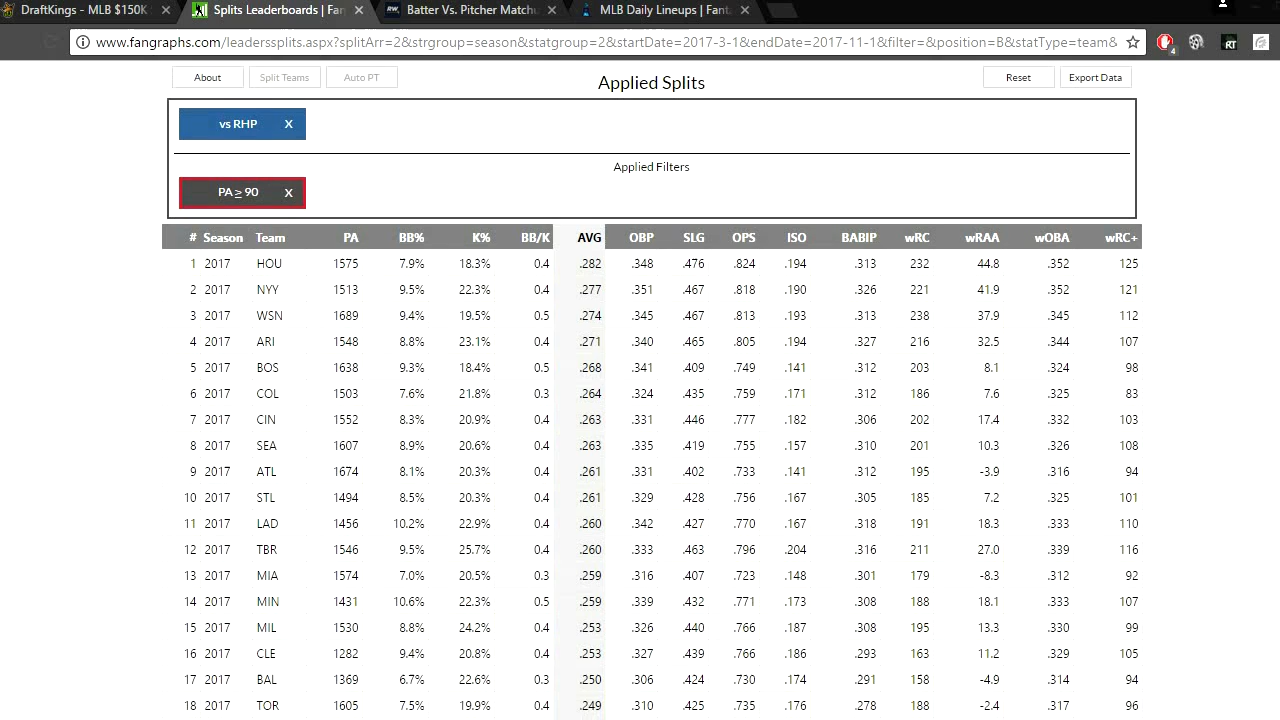 DraftKings - MLB $150K Splits Leaderboards | Fan Batter Vs. Pitcher Matchu MLB Daily Lineups | Fant
www.fangraphs.com/leaderssplits.aspx?splitArr=2&strgroup=season&statgroup=2&startDate=2017-3-1&endDate=2017-11-1&filter=&position=B&statType=team&
About Split Teams Auto PT Applied Splits Reset Export Data
vs RHP X
Applied Filters
PA ≥ 90 X
# Season Team PA BB% K% BB/K AVG OBP SLG OPS ISO BABIP wRC wRAA wOBA wRC+
1 2017 HOU 1575 7.9% 18.3% 0.4 .282 .348 .476 .824 .194 .313 232 44.8 .352 125
2 2017 NYY 1513 9.5% 22.3% 0.4 .277 .351 .467 .818 .190 .326 221 41.9 .352 121
3 2017 WSN 1689 9.4% 19.5% 0.5 .274 .345 .467 .813 .193 .313 238 37.9 .345 112
4 2017 ARI 1548 8.8% 23.1% 0.4 .271 .340 .465 .805 .194 .327 216 32.5 .344 107
5 2017 BOS 1638 9.3% 18.4% 0.5 .268 .341 .409 .749 .141 .312 203 8.1 .324 98
6 2017 COL 1503 7.6% 21.8% 0.3 .264 .324 .435 .759 .171 .312 186 7.6 .325 83
7 2017 CIN 1552 8.3% 20.9% 0.4 .263 .331 .446 .777 .182 .306 202 17.4 .332 103
8 2017 SEA 1607 8.9% 20.6% 0.4 .263 .335 .419 .755 .157 .310 201 10.3 .326 108
9 2017 ATL 1674 8.1% 20.3% 0.4 .261 .331 .402 .733 .141 .312 195 -3.9 .316 94
10 2017 STL 1494 8.5% 20.3% 0.4 .261 .329 .428 .756 .167 .305 185 7.2 .325 101
11 2017 LAD 1456 10.2% 22.9% 0.4 .260 .342 .427 .770 .167 .318 191 18.3 .333 110
12 2017 TBR 1546 9.5% 25.7% 0.4 .260 .333 .463 .796 .204 .316 211 27.0 .339 116
13 2017 MIA 1574 7.0% 20.5% 0.3 .259 .316 .407 .723 .148 .301 179 -8.3 .312 92
14 2017 MIN 1431 10.6% 22.3% 0.5 .259 .339 .432 .771 .173 .308 188 18.1 .333 107
15 2017 MIL 1530 8.8% 24.2% 0.4 .253 .326 .440 .766 .187 .308 195 13.3 .330 99
16 2017 CLE 1282 9.4% 20.8% 0.4 .253 .327 .439 .766 .186 .293 163 11.2 .329 105
17 2017 BAL 1369 6.7% 22.6% 0.3 .250 .306 .424 .730 .174 .291 158 -4.9 .314 94
18 2017 TOR 1605 7.5% 19.9% 0.4 .249 .310 .425 .735 .176 .278 188 -2.4 .317 96